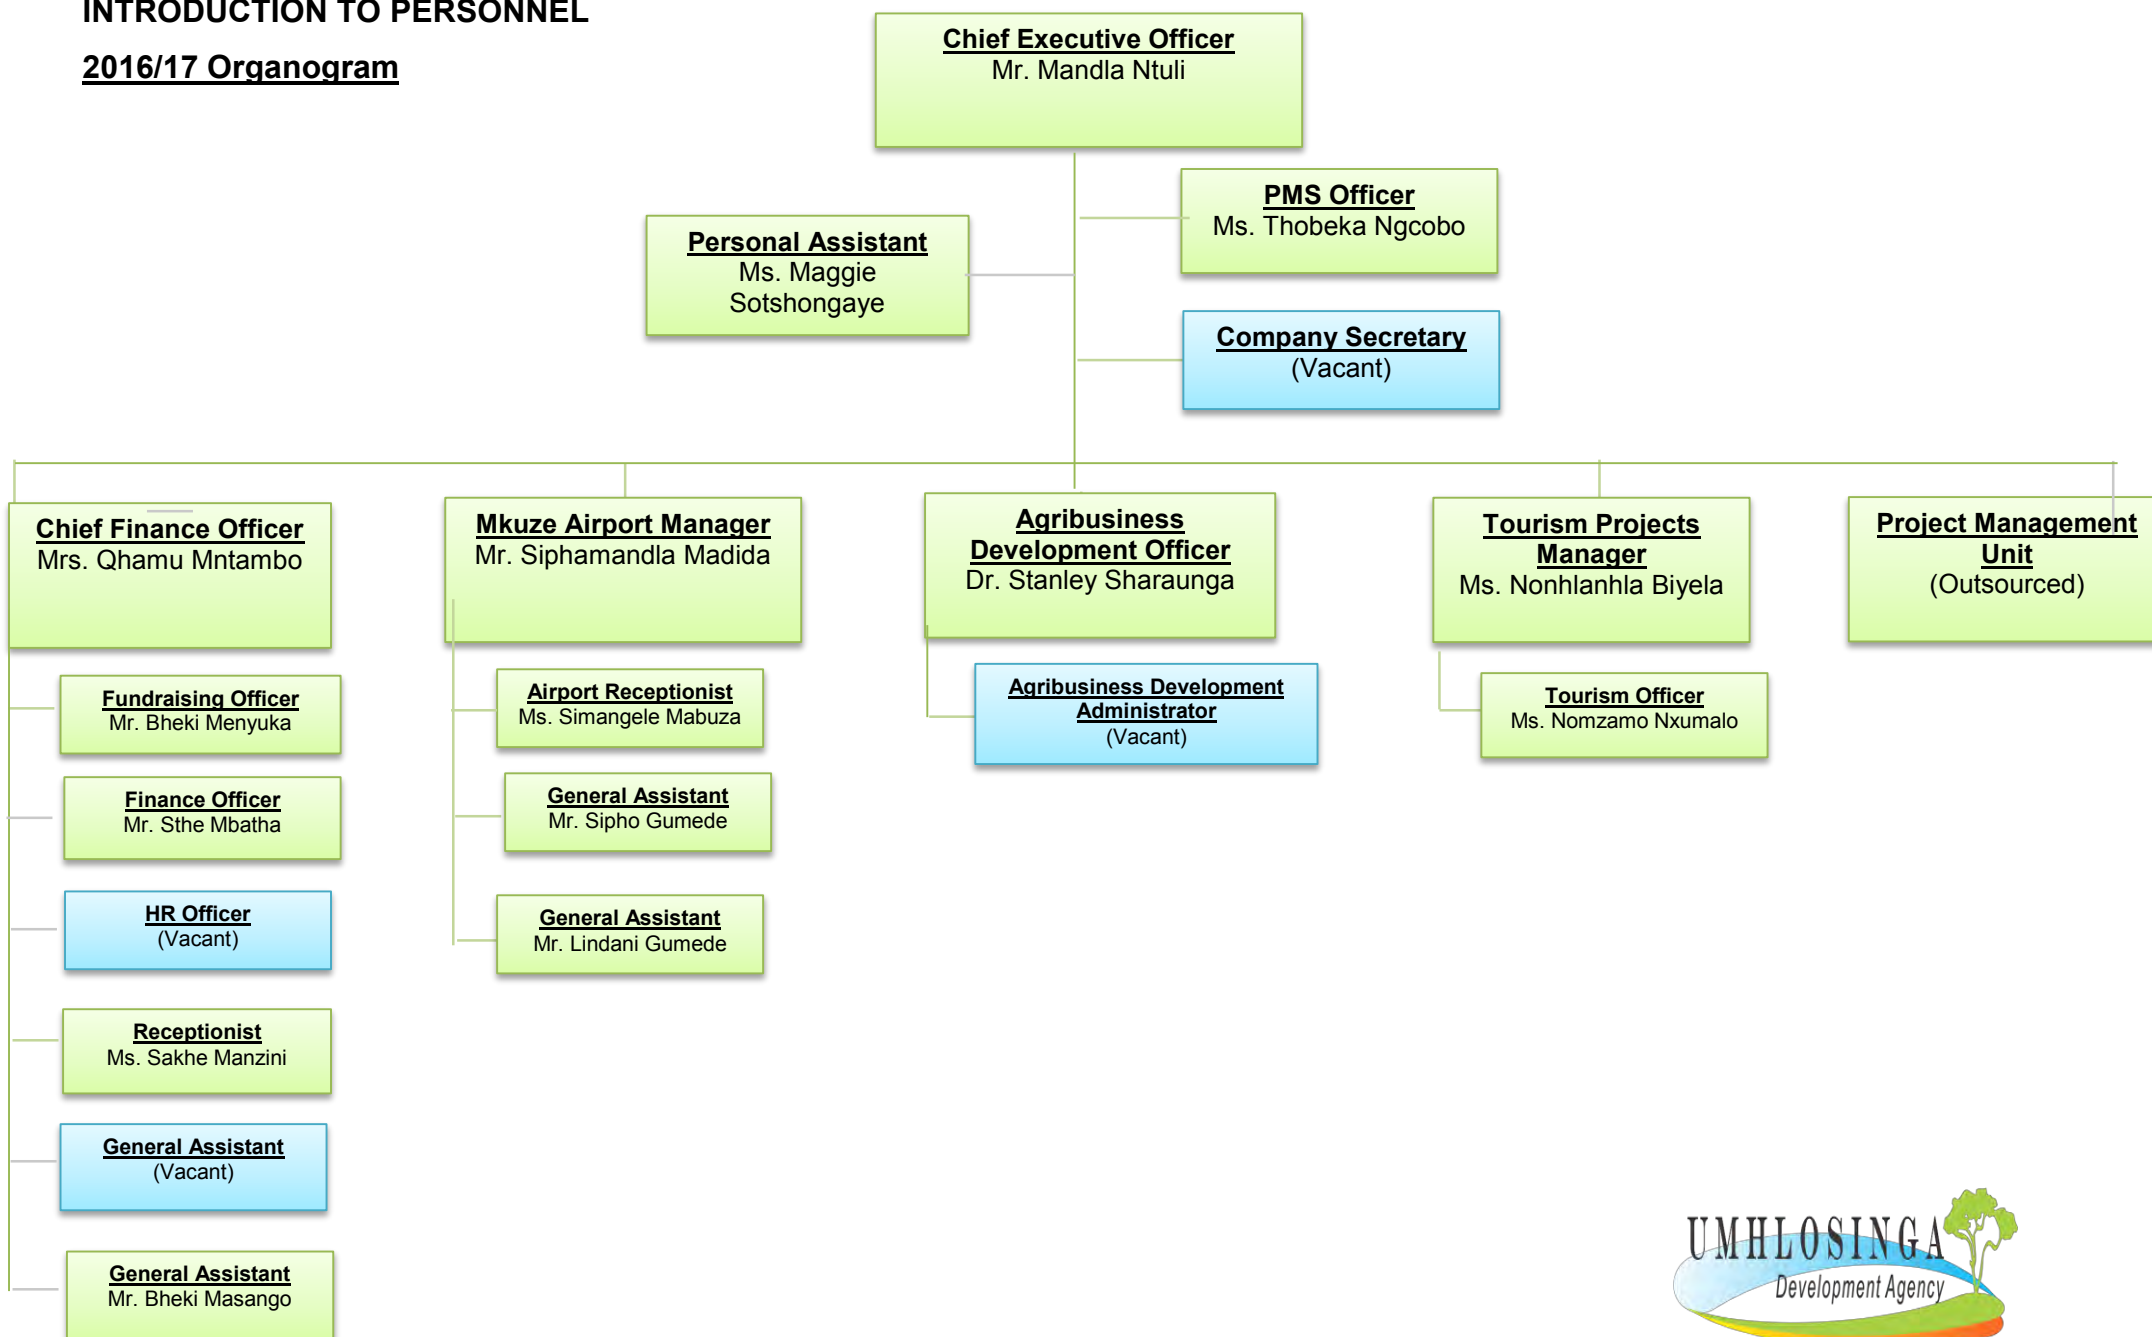 INTRODUCTION TO PERSONNEL
2016/17 Organogram
Chief Executive Officer
Mr. Mandla Ntuli
PMS Officer
Ms. Thobeka Ngcobo
Personal Assistant
Ms. Maggie
Sotshongaye
Company Secretary
(Vacant)
Chief Finance Officer
Mrs. Qhamu Mntambo
Mkuze Airport Manager
Mr. Siphamandla Madida
Agribusiness
Development Officer
Dr. Stanley Sharaunga
Tourism Projects
Manager
Ms. Nonhlanhla Biyela
Project Management
Unit
(Outsourced)
Fundraising Officer
Mr. Bheki Menyuka
Finance Officer
Mr. Sthe Mbatha
HR Officer
(Vacant)
Receptionist
Ms. Sakhe Manzini
General Assistant
(Vacant)
General Assistant
Mr. Bheki Masango
Airport Receptionist
Ms. Simangele Mabuza
General Assistant
Mr. Sipho Gumede
General Assistant
Mr. Lindani Gumede
Agribusiness Development
Administrator
(Vacant)
Tourism Officer
Ms. Nomzamo Nxumalo
UMHLOSINGA
Development Agency